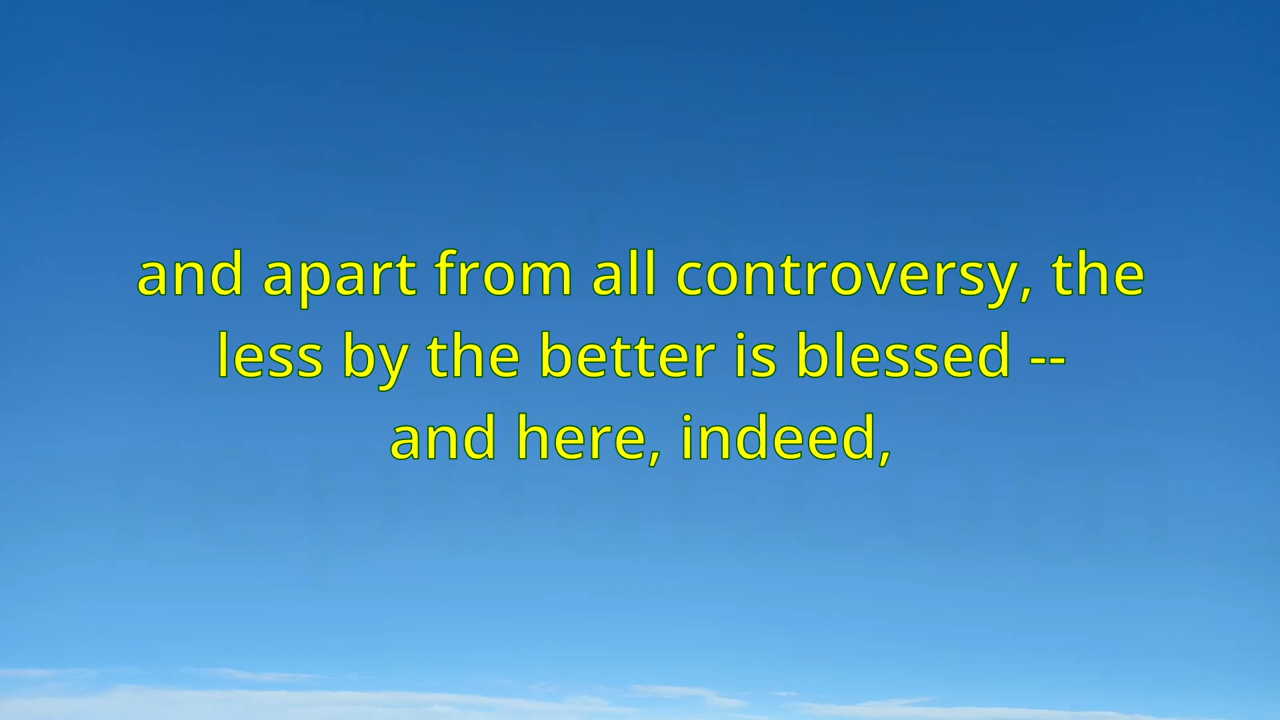 and apart from all controversy, the
less by the better is blessed --
and here, indeed,